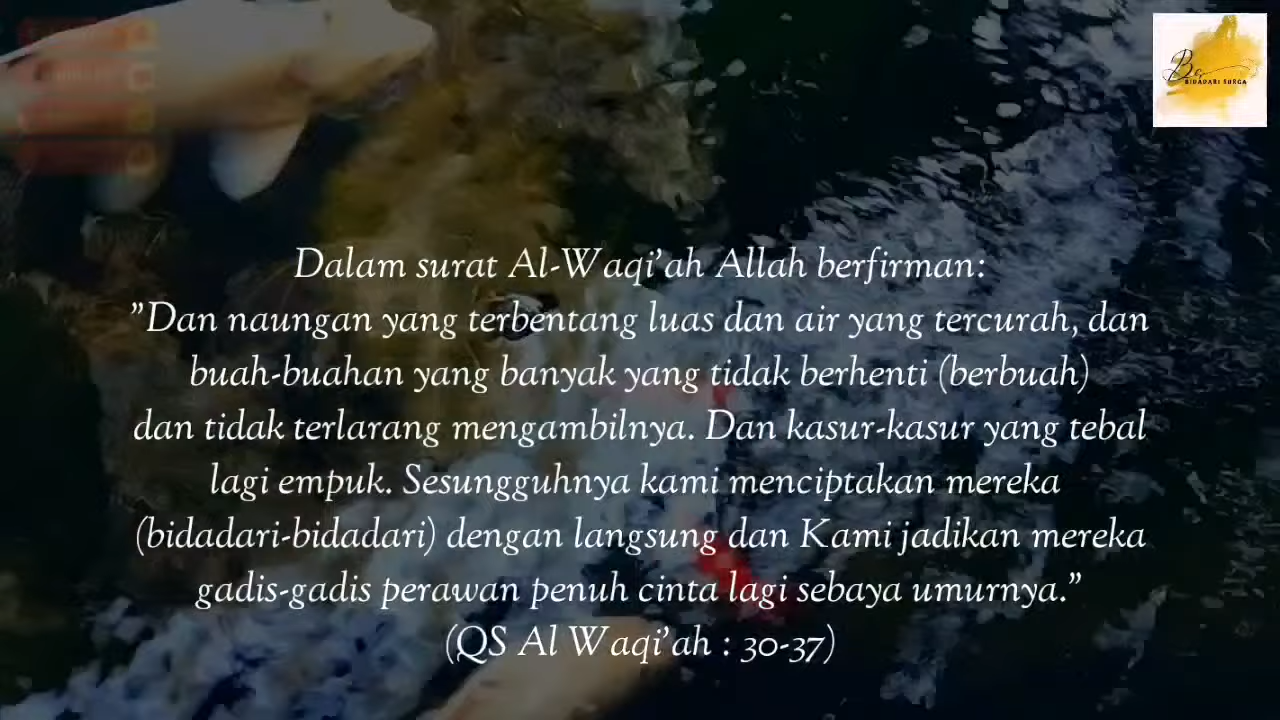 Bs
BIDADARI SURGA
Dalam surat Al-Waqi’ah Allah berfirman:
”Dan naungan yang terbentang luas dan air yang tercurah, dan
buah-buahan yang banyak yang tidak berhenti (berbuah)
dan tidak terlarang mengambilnya. Dan kasur-kasur yang tebal
lagi empuk. Sesungguhnya kami menciptakan mereka
(bidadari-bidadari) dengan langsung dan Kami jadikan mereka
gadis-gadis perawan penuh cinta lagi sebaya umurnya.”
(QS Al Waqi’ah : 30-37)